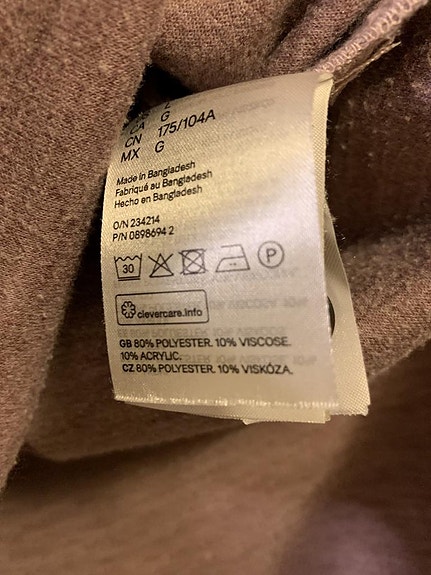 L
CA G
CN 175/104A
MX G
Made in Bangladesh
Fabriqué au Bangladesh
Hecho en Bangladesh
O/N 234214
P/N 0898694 2
30 P
clevercare.info
GB 80% POLYESTER. 10% VISCOSE.
10% ACRYLIC.
CZ 80% POLYESTER. 10% VISKÓZA.